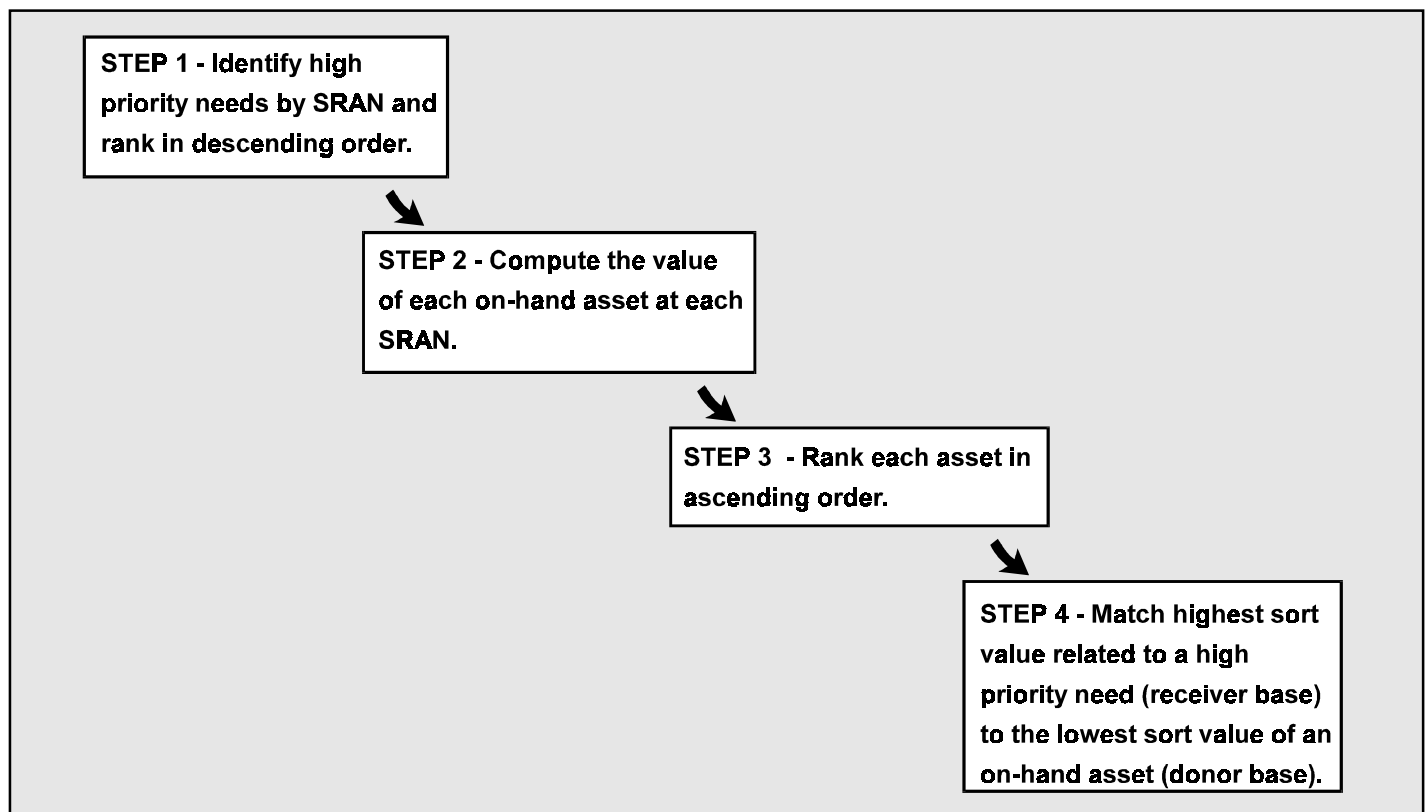 STEP 1 - Identify high
priority needs by SRAN and
rank in descending order.
STEP 2 - Compute the value
of each on-hand asset at each
SRAN.
STEP 3 - Rank each asset in
ascending order.
STEP 4 - Match highest sort
value related to a high
priority need (receiver base)
to the lowest sort value of an
on-hand asset (donor base).